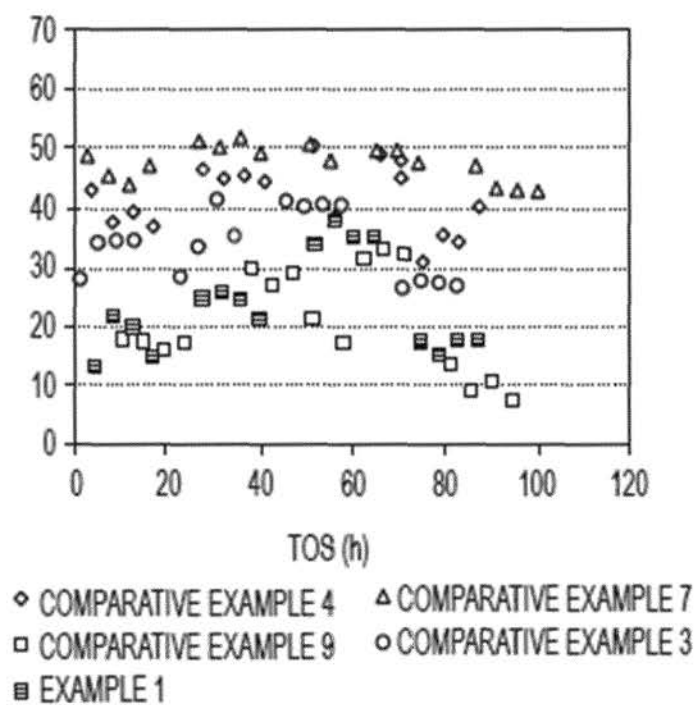 70
60
50
40
30
20
10
0
0 20 40 60 80 100 120
TOS (h)
COMPARATIVE EXAMPLE 4 COMPARATIVE EXAMPLE 7
COMPARATIVE EXAMPLE 9 COMPARATIVE EXAMPLE 3
EXAMPLE 1